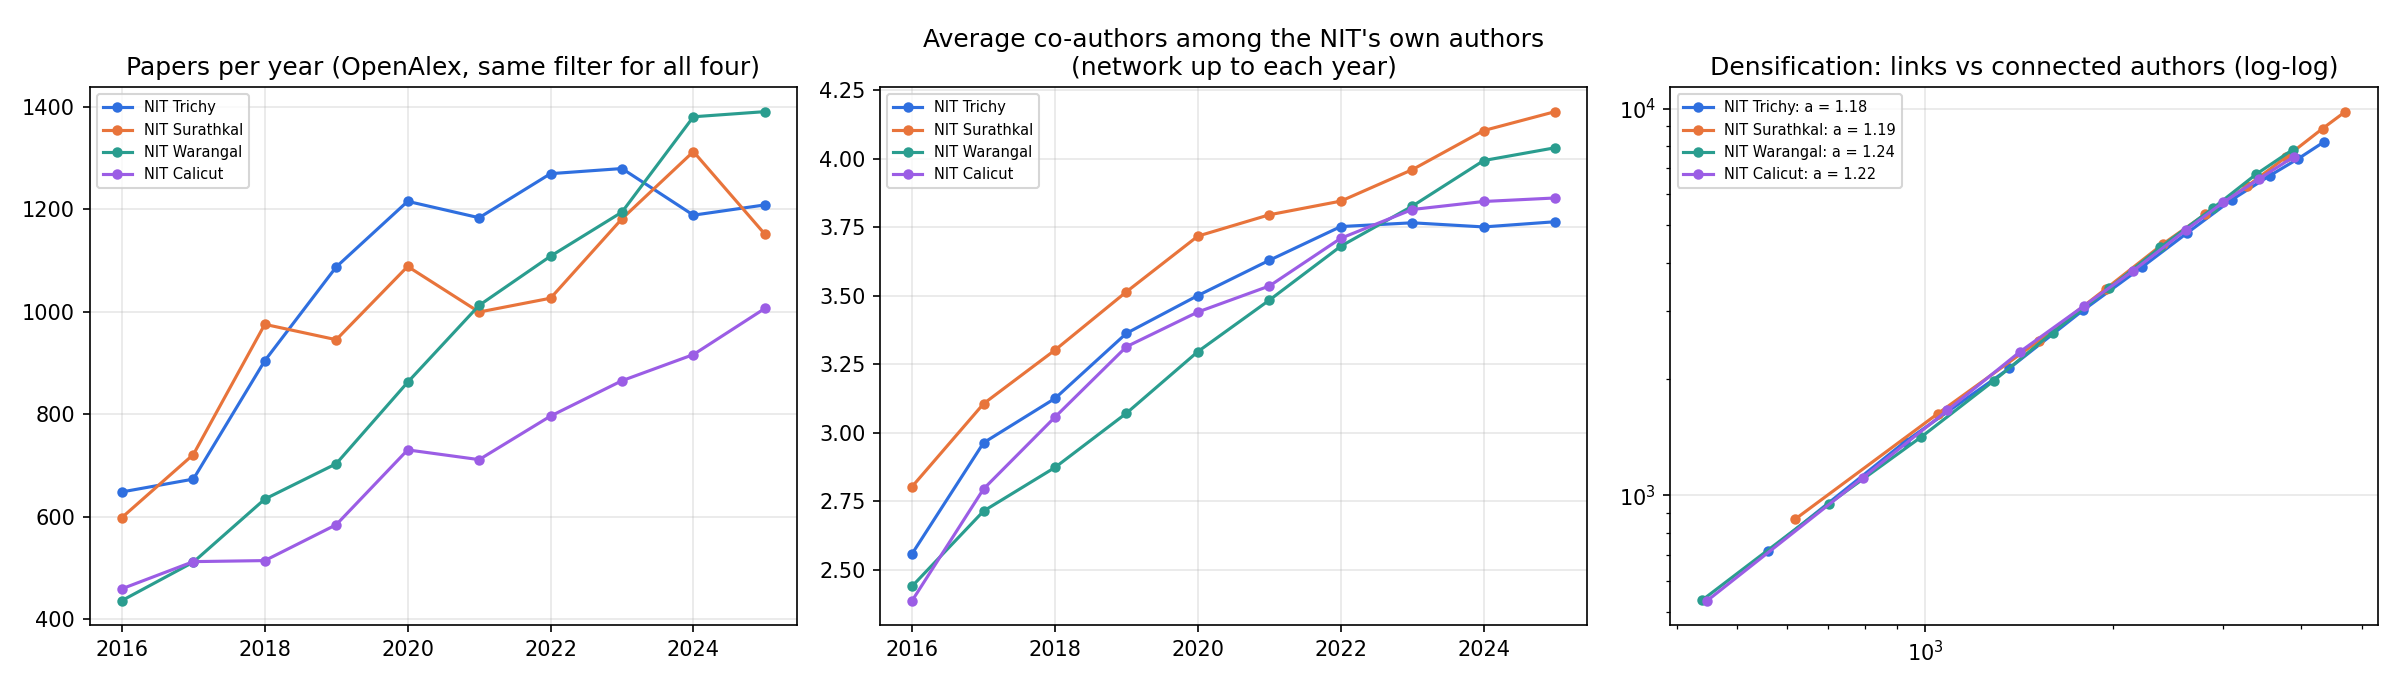 Papers per year (OpenAlex, same filter for all four)
1400
1200
1000
800
600
400
2016
2018
2020
2022
2024
NIT Trichy
NIT Surathkal
NIT Warangal
NIT Calicut
Average co-authors among the NIT's own authors
(network up to each year)
4.25
4.00
3.75
3.50
3.25
3.00
2.75
2.50
2016
2018
2020
2022
2024
NIT Trichy
NIT Surathkal
NIT Warangal
NIT Calicut
Densification: links vs connected authors (log-log)
10⁴
10³
10³
NIT Trichy: a = 1.18
NIT Surathkal: a = 1.19
NIT Warangal: a = 1.24
NIT Calicut: a = 1.22